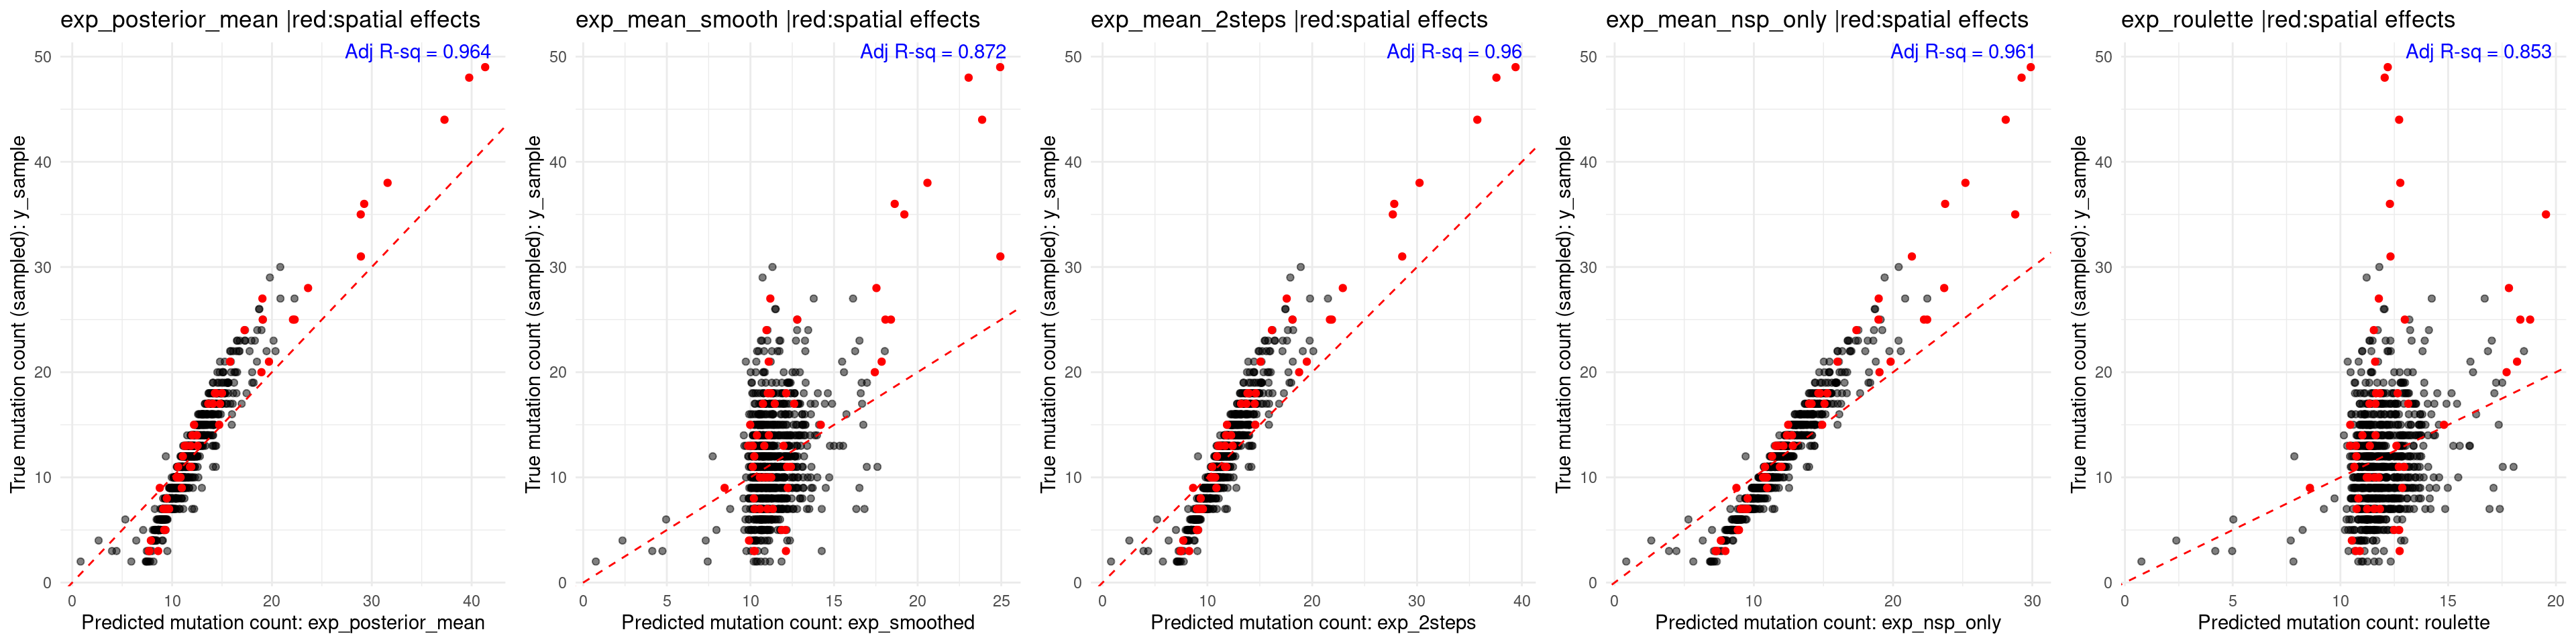 exp_posterior_mean |red:spatial effects
Adj R-sq = 0.964
50
40
30
20
10
0
True mutation count (sampled): y_sample
0 10 20 30 40
Predicted mutation count: exp_posterior_mean
exp_mean_smooth |red:spatial effects
Adj R-sq = 0.872
50
40
30
20
10
0
True mutation count (sampled): y_sample
0 5 10 15 20 25
Predicted mutation count: exp_smoothed
exp_mean_2steps |red:spatial effects
Adj R-sq = 0.96
50
40
30
20
10
0
True mutation count (sampled): y_sample
0 10 20 30 40
Predicted mutation count: exp_2steps
exp_mean_nsp_only |red:spatial effects
Adj R-sq = 0.961
50
40
30
20
10
0
True mutation count (sampled): y_sample
0 10 20 30
Predicted mutation count: exp_nsp_only
exp_roulette |red:spatial effects
Adj R-sq = 0.853
50
40
30
20
10
0
True mutation count (sampled): y_sample
0 5 10 15 20
Predicted mutation count: roulette